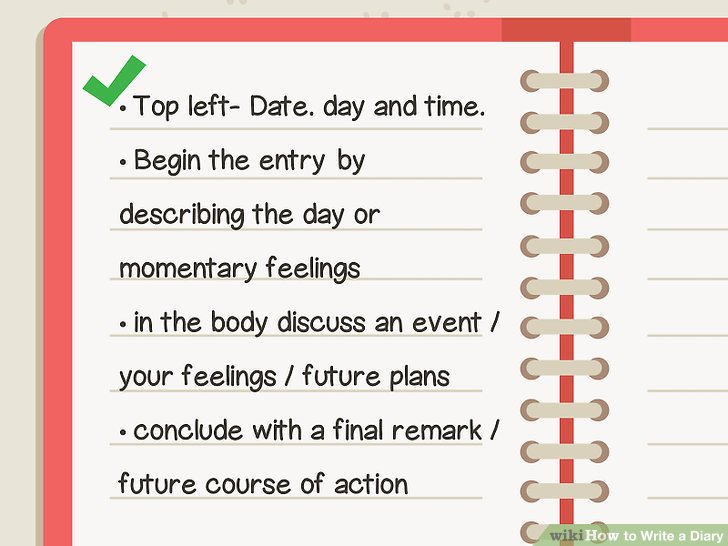 • Top left- Date. day and time.
• Begin the entry by
describing the day or
momentary feelings
• in the body discuss an event /
your feelings / future plans
• conclude with a final remark /
future course of action
wikiHow to Write a Diary